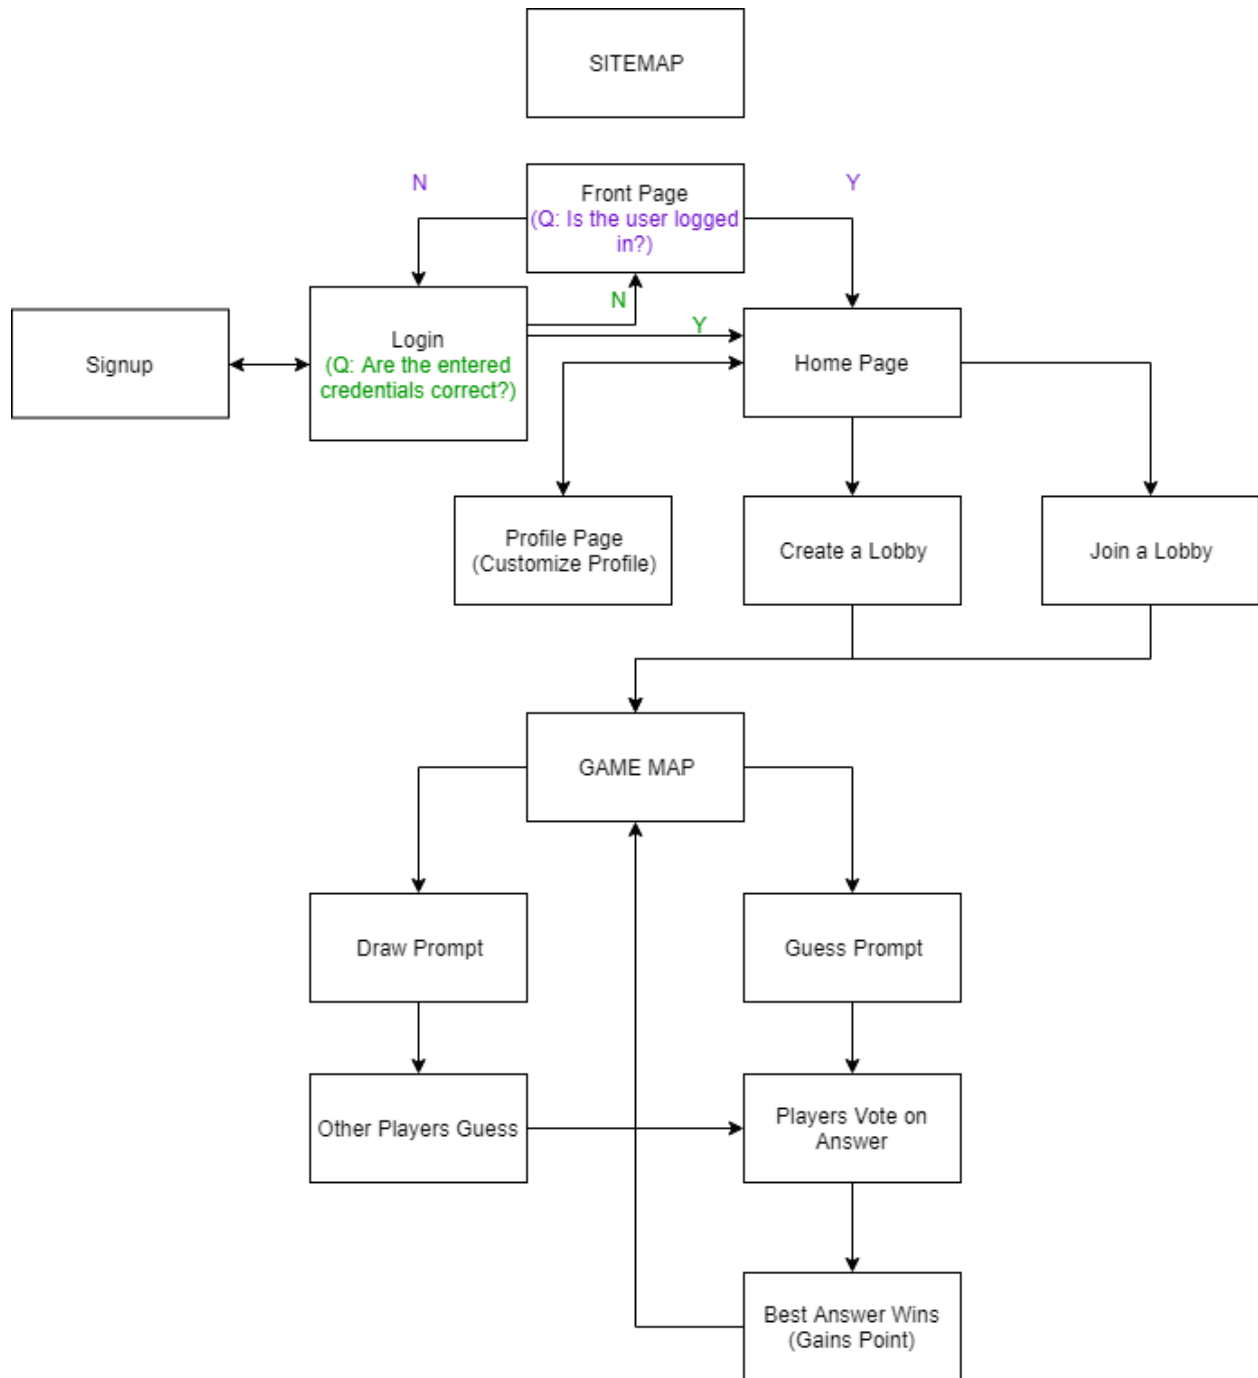 SITEMAP
N
Front Page
(Q: Is the user logged
in?)
Y
N
Y
Signup
Login
(Q: Are the entered
credentials correct?)
Home Page
Profile Page
(Customize Profile)
Create a Lobby
Join a Lobby
GAME MAP
Draw Prompt
Guess Prompt
Other Players Guess
Players Vote on
Answer
Best Answer Wins
(Gains Point)